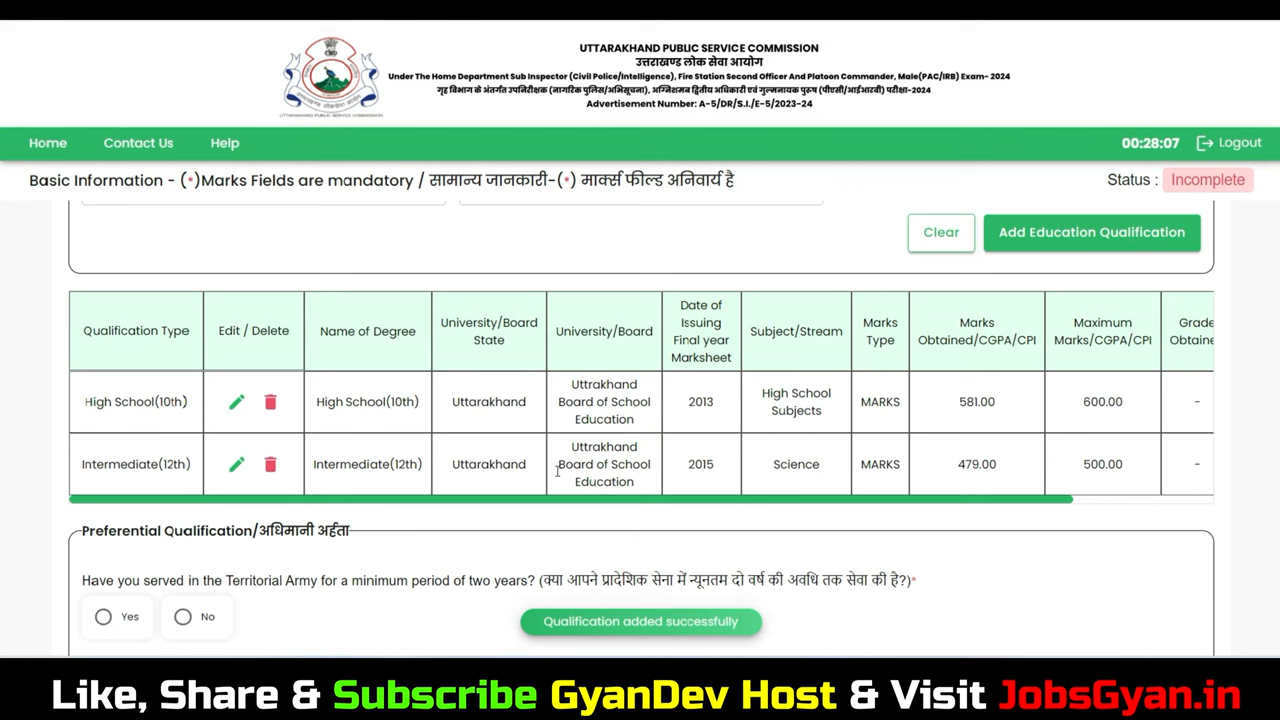 UTTARAKHAND PUBLIC SERVICE COMMISSION
उत्तराखण्ड लोक सेवा आयोग
Under The Home Department Sub Inspector (Civil Police/Intelligence), Fire Station Second Officer And Platoon Commander, Male(PAC/IRB) Exam- 2024
गृह विभाग के अंतर्गत उपनिरीक्षक (नागरिक पुलिस/अभिसूचना), अग्निशमन द्वितीय अधिकारी एवं गुल्मनायक पुरूष (पीएसी/आईआरबी) परीक्षा-2024
Advertisement Number: A-5/DR/S.I./E-5/2023-24
UTTARAKHAND PUBLIC SERVICE COMMISSION
Home Contact Us Help 00:28:07 Logout
Basic Information - (*)Marks Fields are mandatory / सामान्य जानकारी-(*) मार्क्स फील्ड अनिवार्य है Status : Incomplete
Clear Add Education Qualification
Qualification Type Edit / Delete Name of Degree University/Board State University/Board Date of Issuing Final year Marksheet Subject/Stream Marks Type Marks Obtained/CGPA/CPI Maximum Marks/CGPA/CPI Grade Obtaine
High School(10th) High School(10th) Uttarakhand Uttrakhand Board of School Education 2013 High School Subjects MARKS 581.00 600.00 -
Intermediate(12th) Intermediate(12th) Uttarakhand Uttrakhand Board of School Education 2015 Science MARKS 479.00 500.00 -
Preferential Qualification/अधिमानी अर्हता
Have you served in the Territorial Army for a minimum period of two years? (क्या आपने प्रादेशिक सेना में न्यूनतम दो वर्ष की अवधि तक सेवा की है?)*
Yes No
Qualification added successfully
Like, Share & Subscribe GyanDev Host & Visit JobsGyan.in